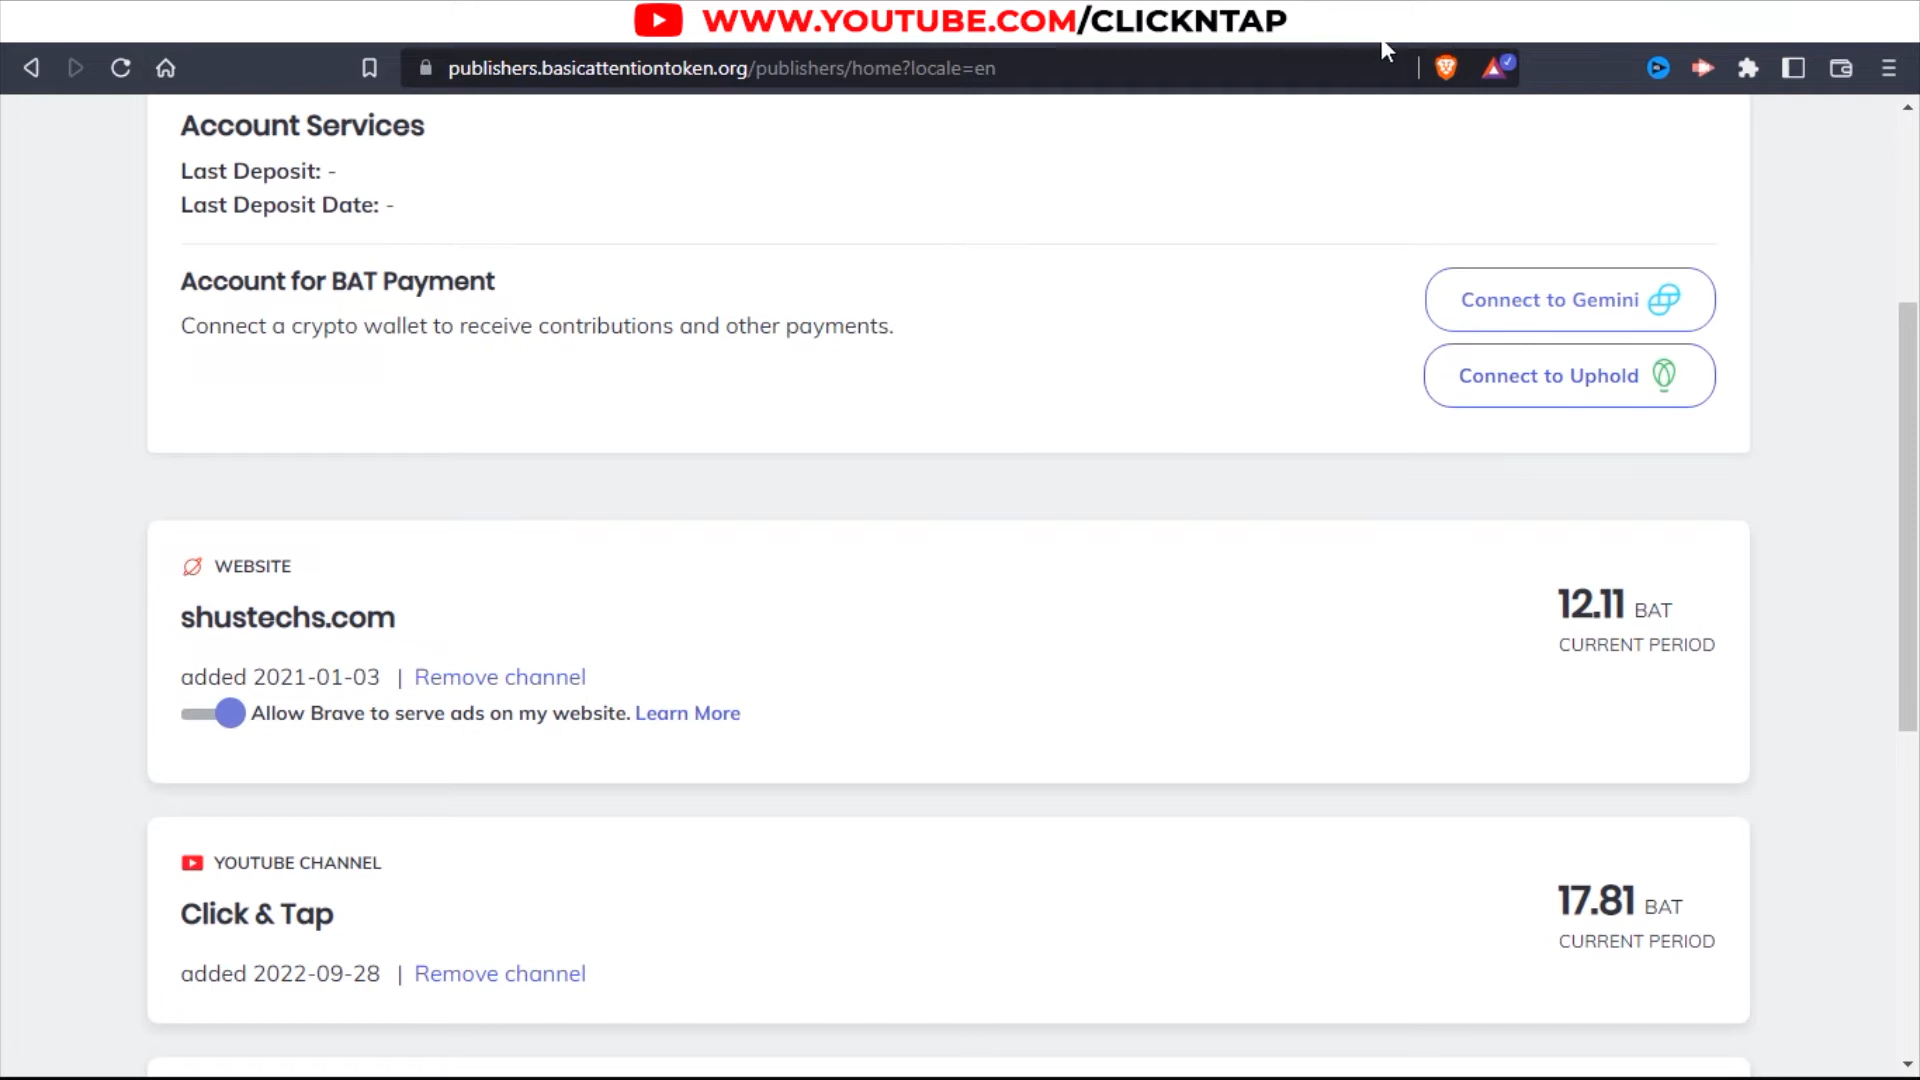 WWW.YOUTUBE.COM/CLICKNTAP
publishers.basicattentiontoken.org/publishers/home?locale=en
Account Services
Last Deposit: -
Last Deposit Date: -
Account for BAT Payment
Connect a crypto wallet to receive contributions and other payments.
Connect to Gemini
Connect to Uphold
WEBSITE
shustechs.com
added 2021-01-03 | Remove channel
Allow Brave to serve ads on my website. Learn More
12.11 BAT
CURRENT PERIOD
YOUTUBE CHANNEL
Click & Tap
added 2022-09-28 | Remove channel
17.81 BAT
CURRENT PERIOD